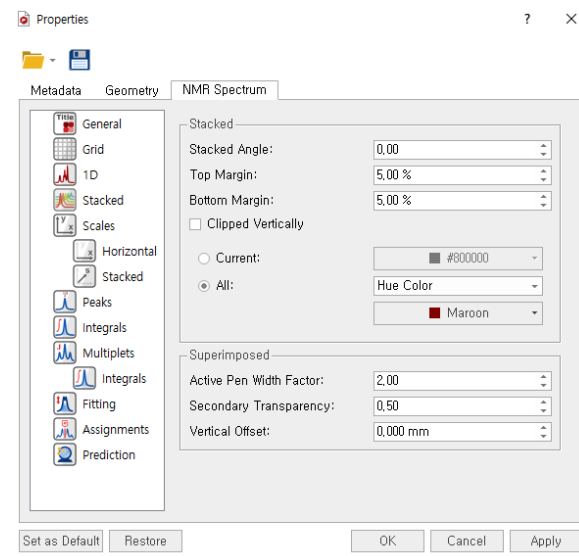 Properties
?
Metadata Geometry NMR Spectrum
Title
General
Grid
1D
Stacked
Scales
Horizontal
Stacked
Peaks
Integrals
Multiplets
Integrals
Fitting
Assignments
Prediction
Stacked
Stacked Angle: 0,00
Top Margin: 5,00 %
Bottom Margin: 5,00 %
Clipped Vertically
Current: #800000
All: Hue Color
Maroon
Superimposed
Active Pen Width Factor: 2,00
Secondary Transparency: 0,50
Vertical Offset: 0,000 mm
Set as Default Restore OK Cancel Apply